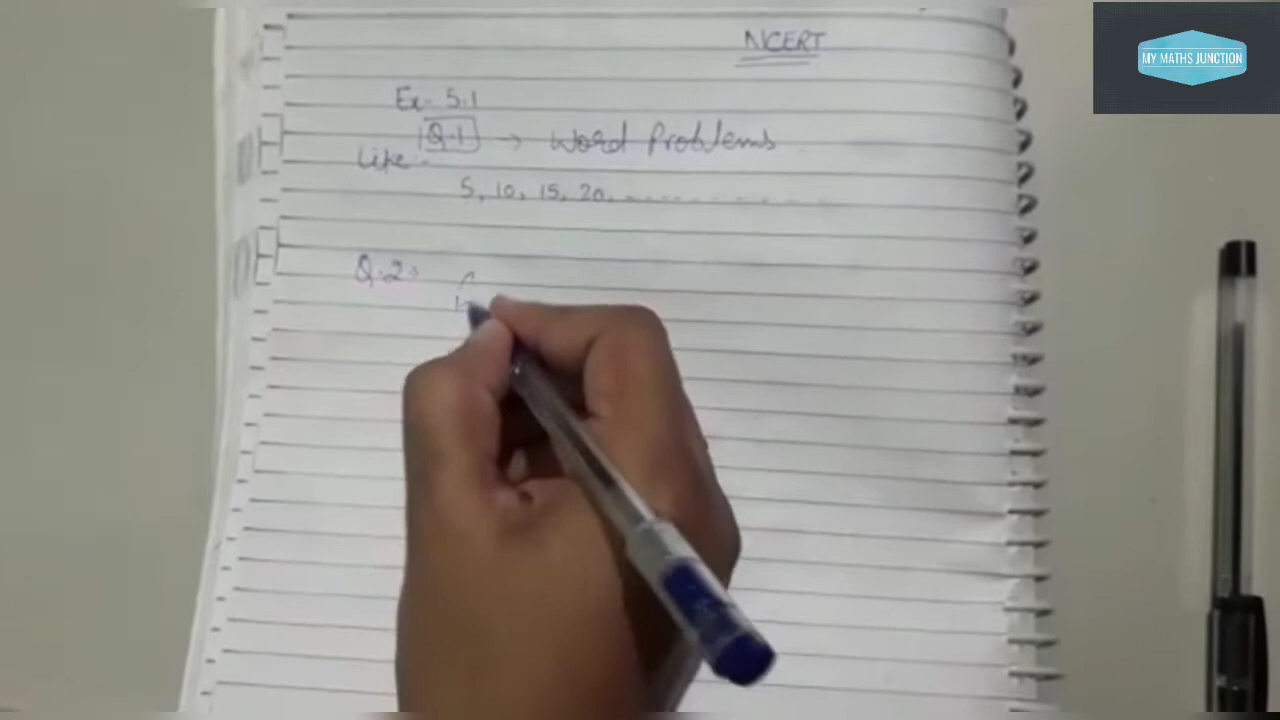 NCERT
MY MATHS JUNCTION
Ex- 5.1
Q.1 → Word Problems
Like -
5, 10, 15, 20, ----------
Q.2→